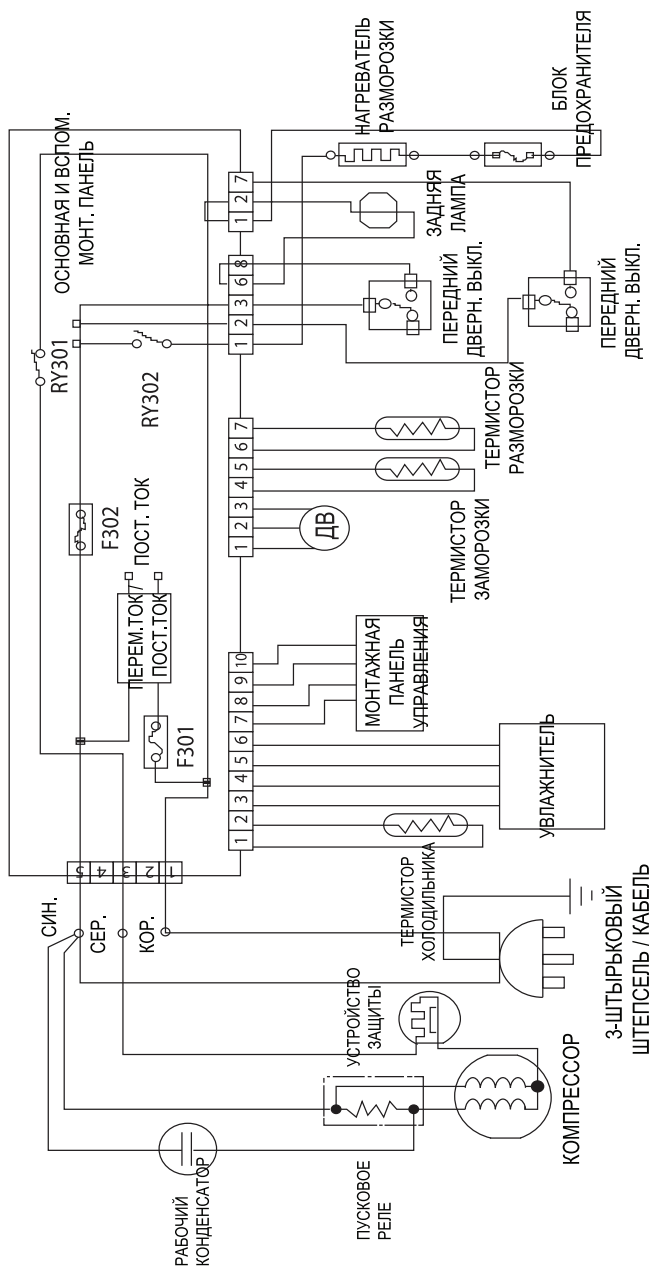 ОСНОВНАЯ И ВСПОМ.
МОНТ. ПАНЕЛЬ
RY301
RY302
F302
F301
ПЕРЕМ.ТОК /
ПОСТ.ТОК
ПОСТ. ТОК
СИН.
СЕР.
КОР.
5
4
3
2
1
1
2
3
4
5
6
7
8
9
10
1
2
3
4
5
6
7
1
2
3
6
8
1
2
7
РАБОЧИЙ
КОНДЕНСАТОР
ПУСКОВОЕ
РЕЛЕ
УСТРОЙСТВО
ЗАЩИТЫ
КОМПРЕССОР
3-ШТЫРЬКОВЫЙ
ШТЕПСЕЛЬ / КАБЕЛЬ
ТЕРМИСТОР
ХОЛОДИЛЬНИКА
УВЛАЖНИТЕЛЬ
МОНТАЖНАЯ
ПАНЕЛЬ
УПРАВЛЕНИЯ
ДВ
ТЕРМИСТОР
ЗАМОРОЗКИ
ТЕРМИСТОР
РАЗМОРОЗКИ
ПЕРЕДНИЙ
ДВЕРН. ВЫКЛ.
ПЕРЕДНИЙ
ДВЕРН. ВЫКЛ.
ЗАДНЯЯ
ЛАМПА
НАГРЕВАТЕЛЬ
РАЗМОРОЗКИ
БЛОК
ПРЕДОХРАНИТЕЛЯ